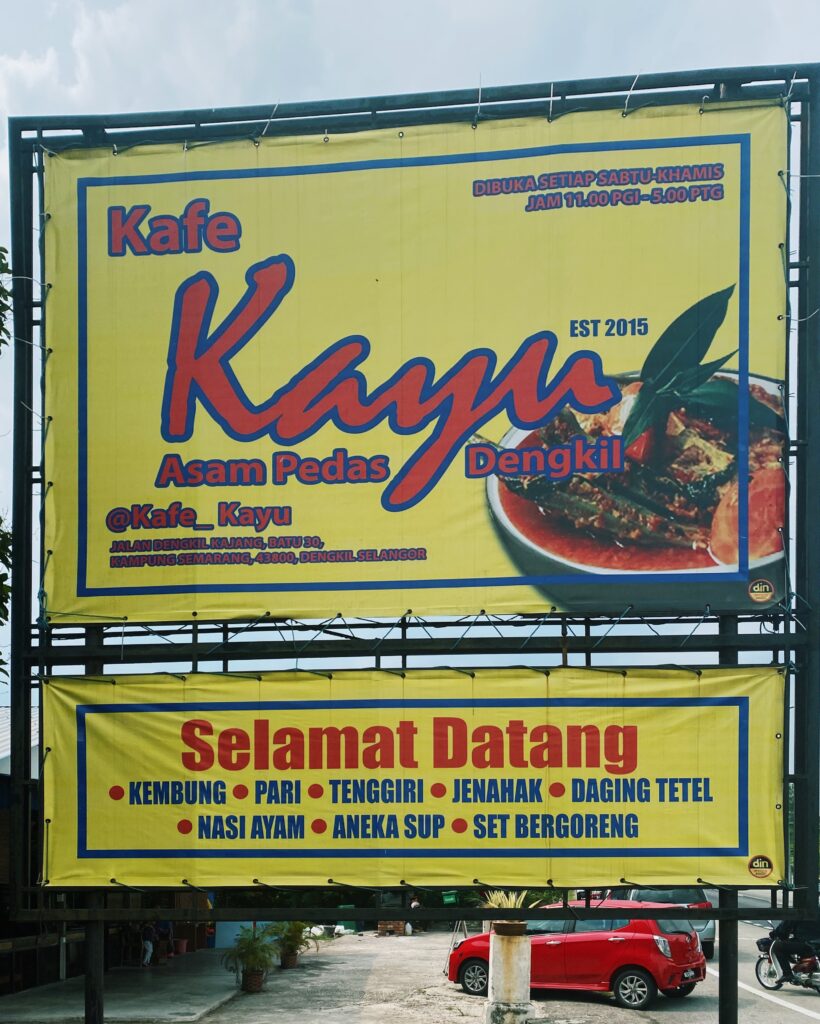 DIBUKA SETIAP SABTU-KHAMIS
JAM 11.00 PGI - 5.00 PTG
Kafe
Kayu
EST 2015
Asam Pedas Dengkil
@Kafe_ Kayu
JALAN DENGKIL KAJANG, BATU 30,
KAMPUNG SEMARANG, 43800, DENGKIL SELANGOR
din
Selamat Datang
• KEMBUNG • PARI • TENGGIRI • JENAHAK • DAGING TETEL
• NASI AYAM • ANEKA SUP • SET BERGORENG
din